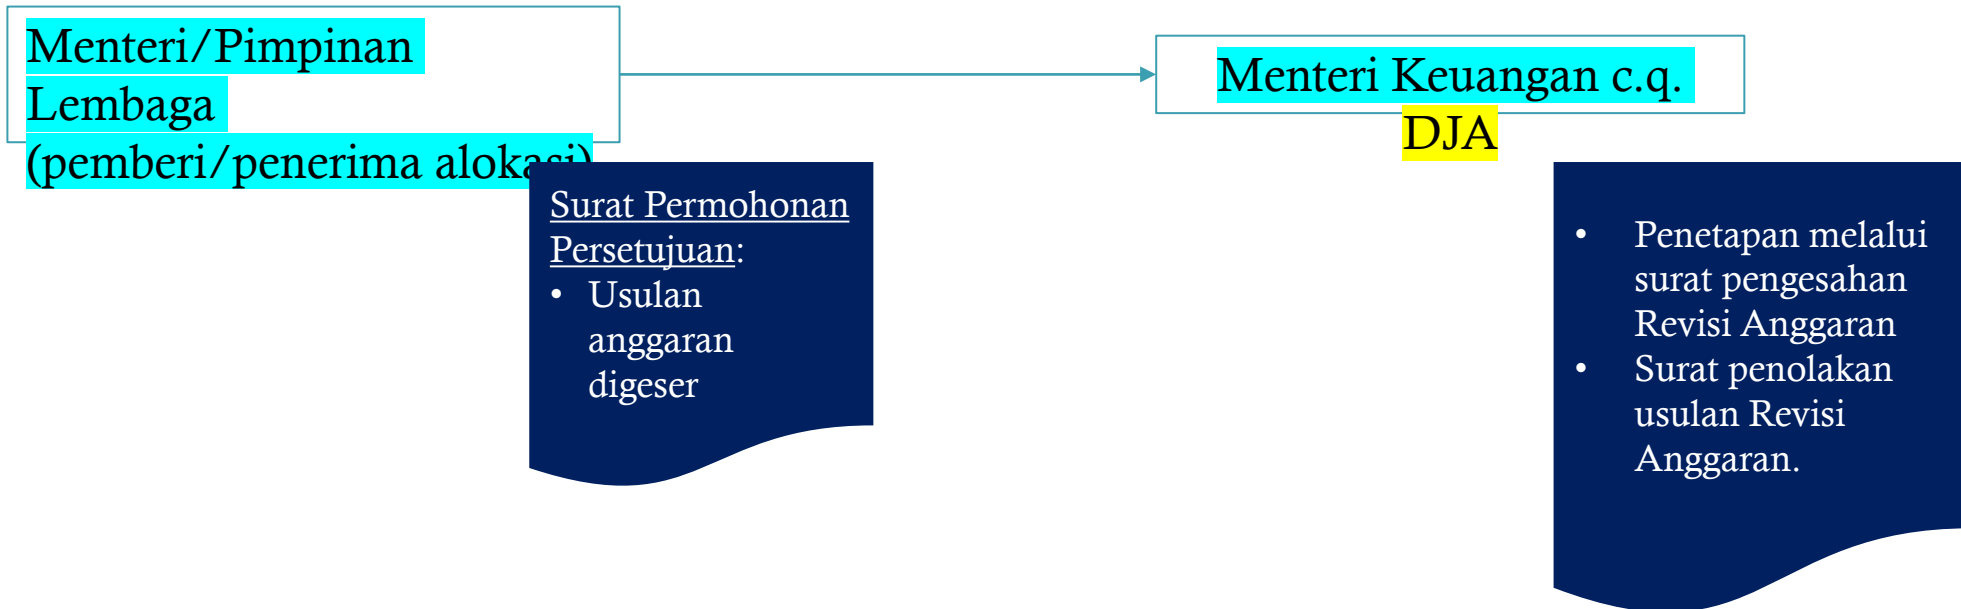 Menteri/Pimpinan
Lembaga
(pemberi/penerima alokasi)
Menteri Keuangan c.q.
DJA
Surat Permohonan
Persetujuan:
• Usulan
anggaran
digeser
• Penetapan melalui
surat pengesahan
Revisi Anggaran
• Surat penolakan
usulan Revisi
Anggaran.